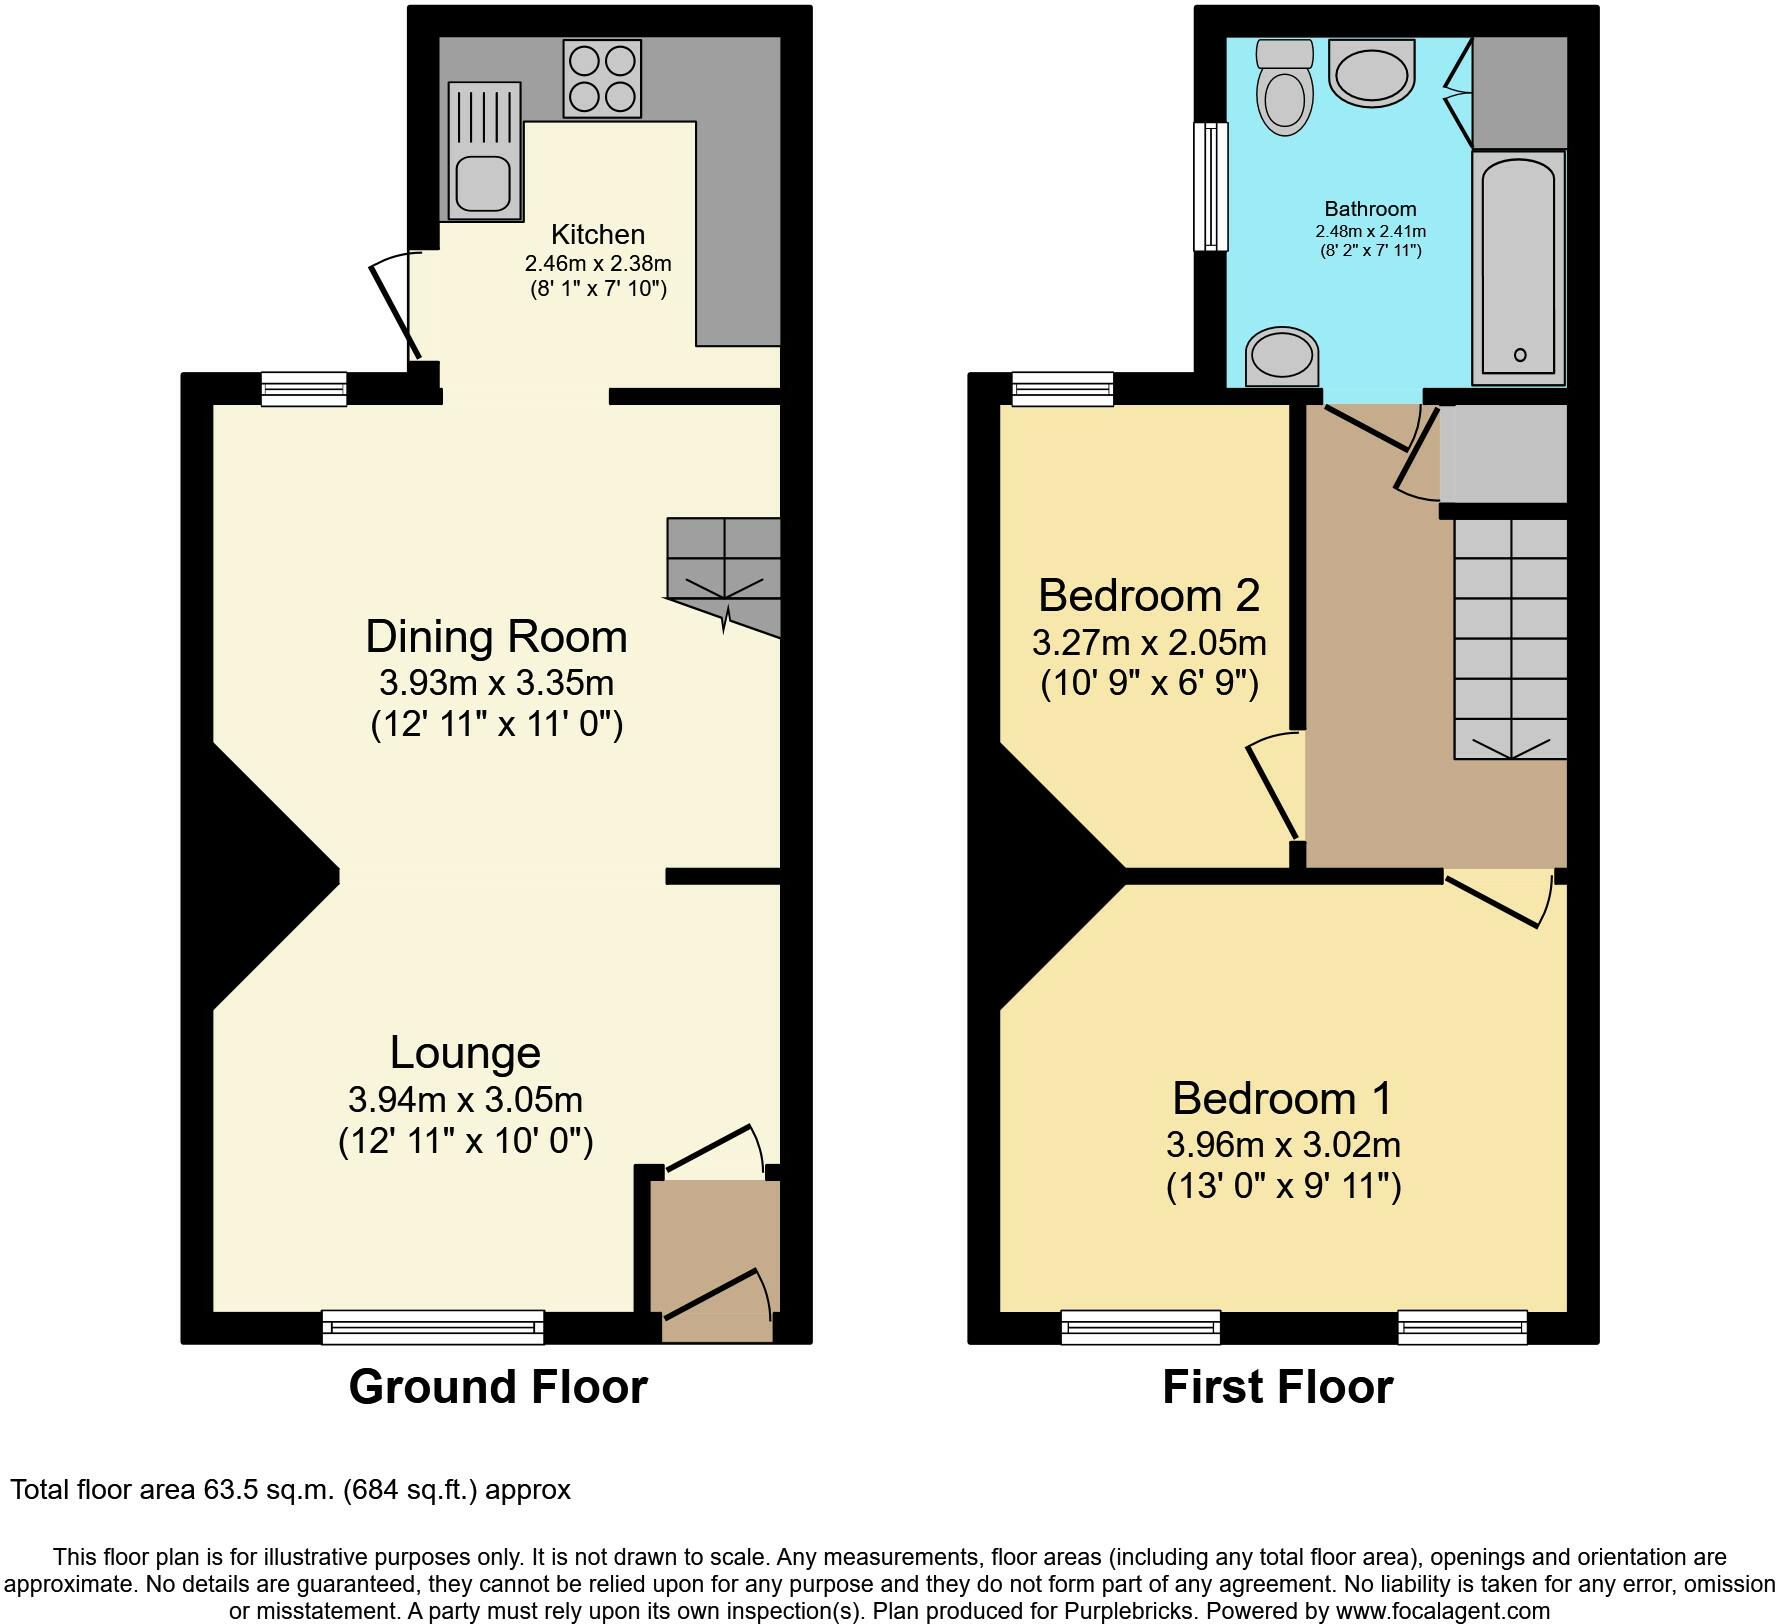 Kitchen
2.46m x 2.38m
(8' 1" x 7' 10")
Dining Room
3.93m x 3.35m
(12' 11" x 11' 0")
Lounge
3.94m x 3.05m
(12' 11" x 10' 0")
Ground Floor
Bathroom
2.48m x 2.41m
(8' 2" x 7' 11")
Bedroom 2
3.27m x 2.05m
(10' 9" x 6' 9")
Bedroom 1
3.96m x 3.02m
(13' 0" x 9' 11")
First Floor
Total floor area 63.5 sq.m. (684 sq.ft.) approx
This floor plan is for illustrative purposes only. It is not drawn to scale. Any measurements, floor areas (including any total floor area), openings and orientation are
approximate. No details are guaranteed, they cannot be relied upon for any purpose and they do not form part of any agreement. No liability is taken for any error, omission
or misstatement. A party must rely upon its own inspection(s). Plan produced for Purplebricks. Powered by www.focalagent.com